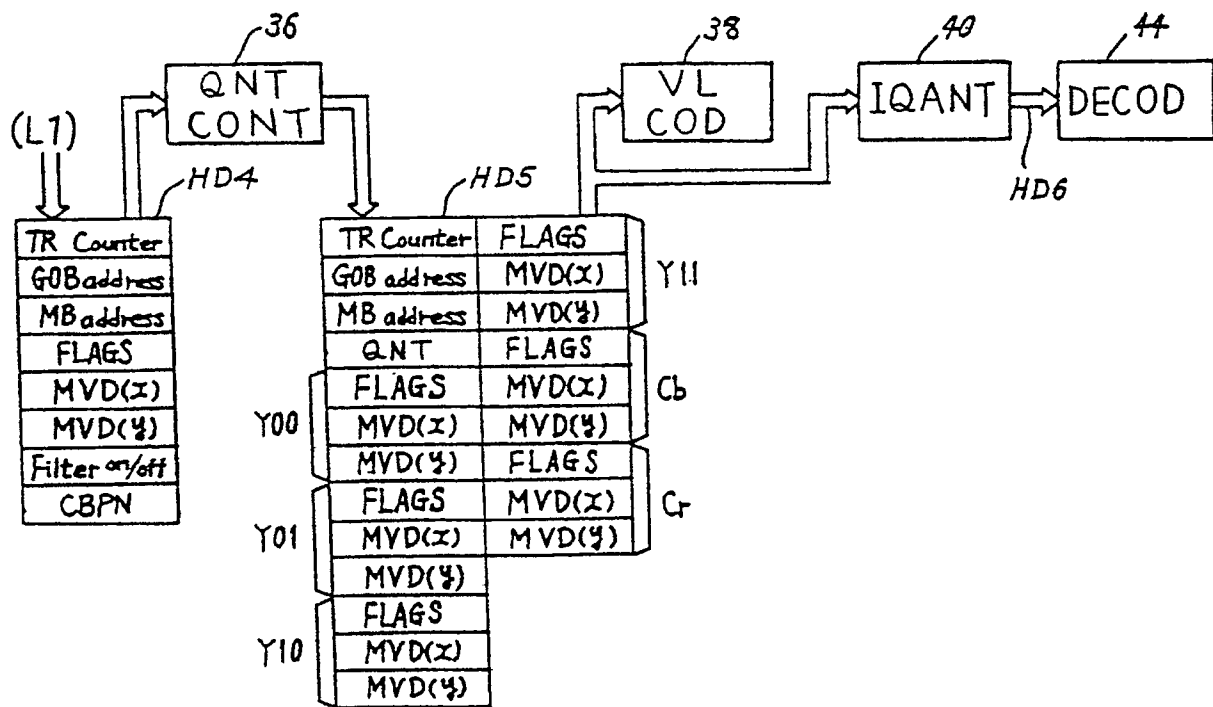 36
38
40
44
QNT
CONT
VL
COD
IQANT
DECOD
(L1)
HD4
HD5
HD6
TR Counter
GOB address
MB address
FLAGS
MVD(x)
MVD(y)
Filter on/off
CBPN
TR Counter
GOB address
MB address
QNT
Y00
FLAGS
MVD(x)
MVD(y)
Y01
FLAGS
MVD(x)
MVD(y)
Y10
FLAGS
MVD(x)
MVD(y)
FLAGS
MVD(x)
MVD(y)
Y11
FLAGS
MVD(x)
MVD(y)
Cb
FLAGS
MVD(x)
MVD(y)
Cr